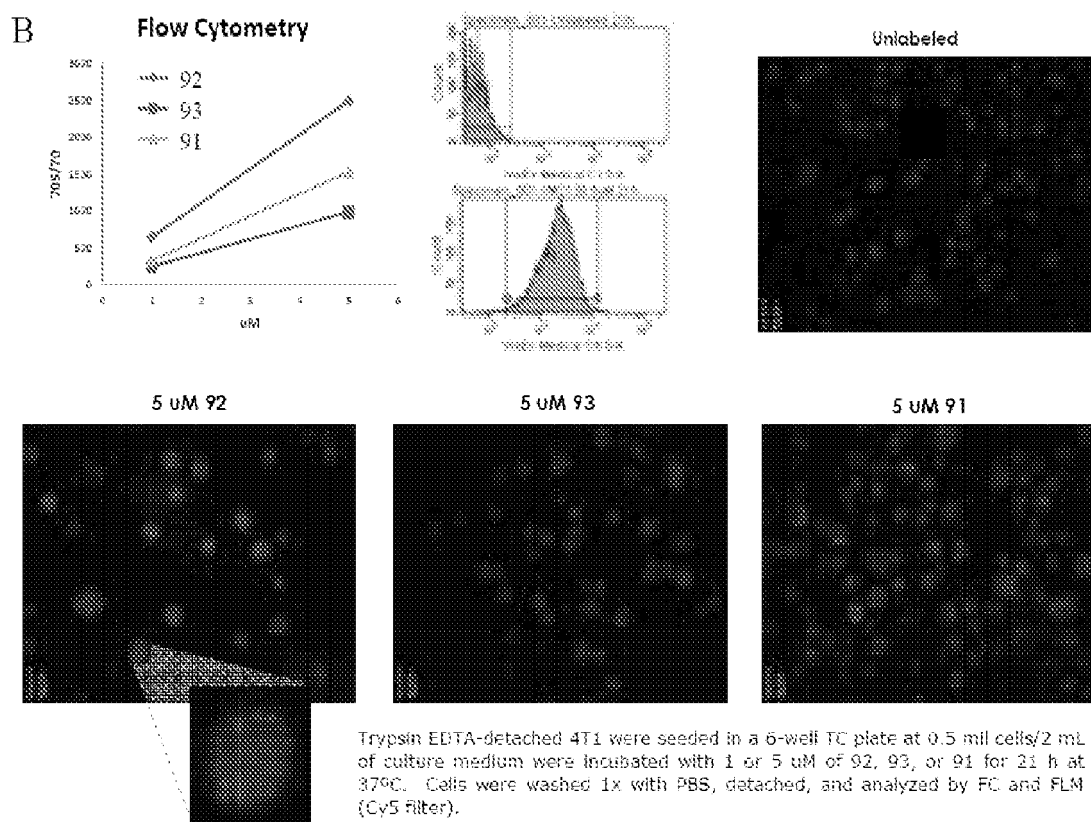 B
Flow Cytometry
92
93
91
705/70
3000
2500
2000
1500
1000
500
0
0 1 2 3 4 5 6
uM
Count
Count
Unlabeled
5 uM 92
5 uM 93
5 uM 91
Trypsin EDTA-detached 4T1 were seeded in a 6-well TC plate at 0.5 mil cells/2 mL
of culture medium were incubated with 1 or 5 uM of 92, 93, or 91 for 21 h at
37ºC. Cells were washed 1x with PBS, detached, and analyzed by FC and FLM
(Cy5 filter).